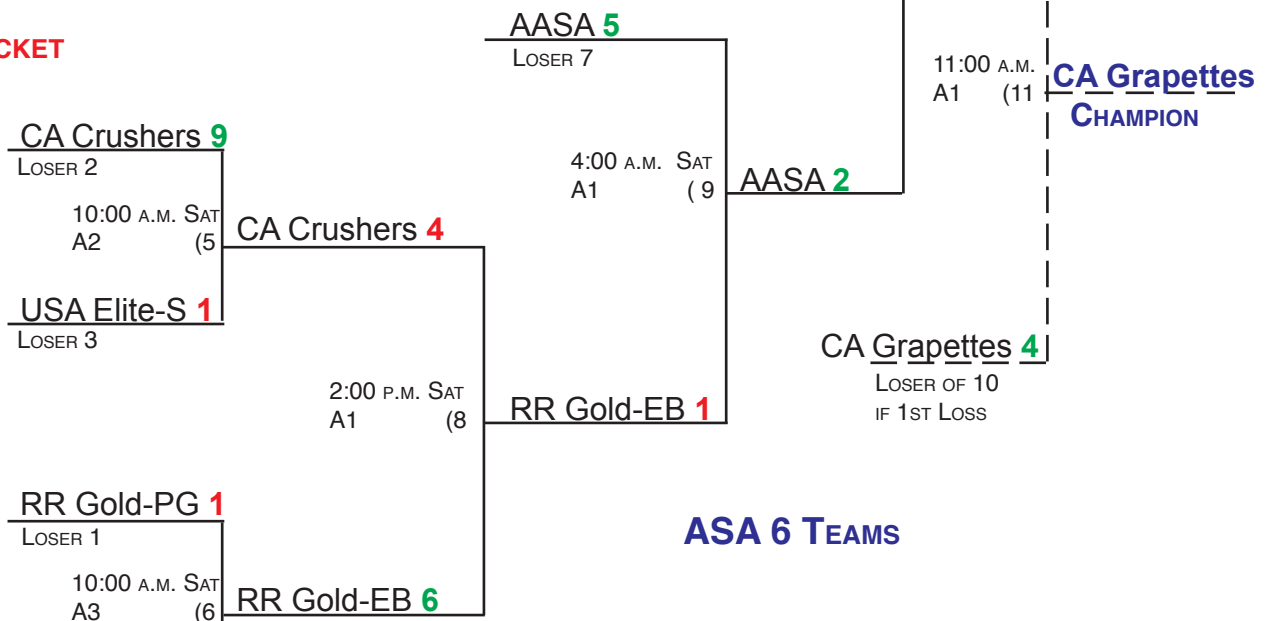 AASA 5
LOSER 7
CKET
11:00 A.M.
A1 (11
CA Grapettes
CHAMPION
CA Crushers 9
LOSER 2
4:00 A.M. SAT
A1 ( 9
AASA 2
10:00 A.M. SAT
A2 (5
CA Crushers 4
USA Elite-S 1
LOSER 3
CA Grapettes 4
LOSER OF 10
IF 1ST LOSS
2:00 P.M. SAT
A1 (8
RR Gold-EB 1
RR Gold-PG 1
LOSER 1
ASA 6 TEAMS
10:00 A.M. SAT
A3 (6
RR Gold-EB 6